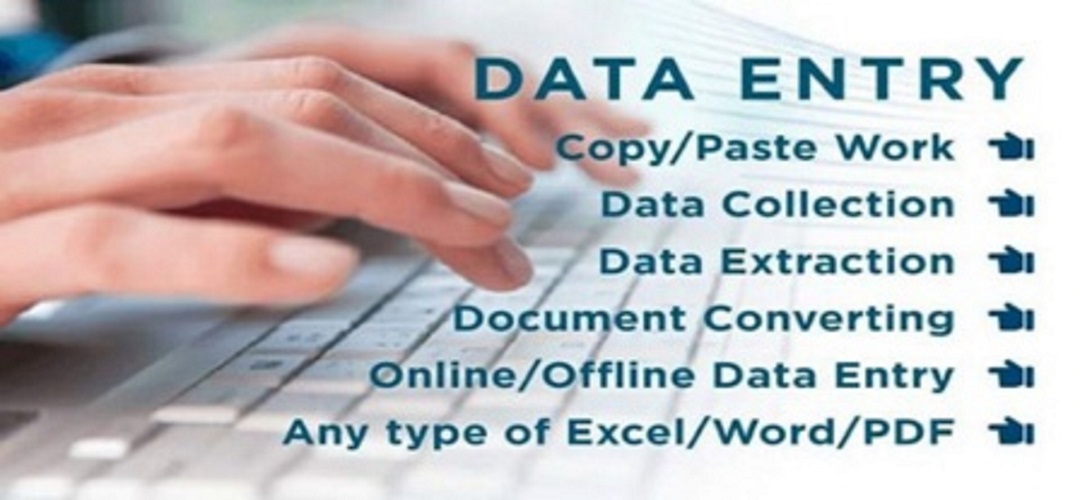 DATA ENTRY
Copy/Paste Work
Data Collection
Data Extraction
Document Converting
Online/Offline Data Entry
Any type of Excel/Word/PDF